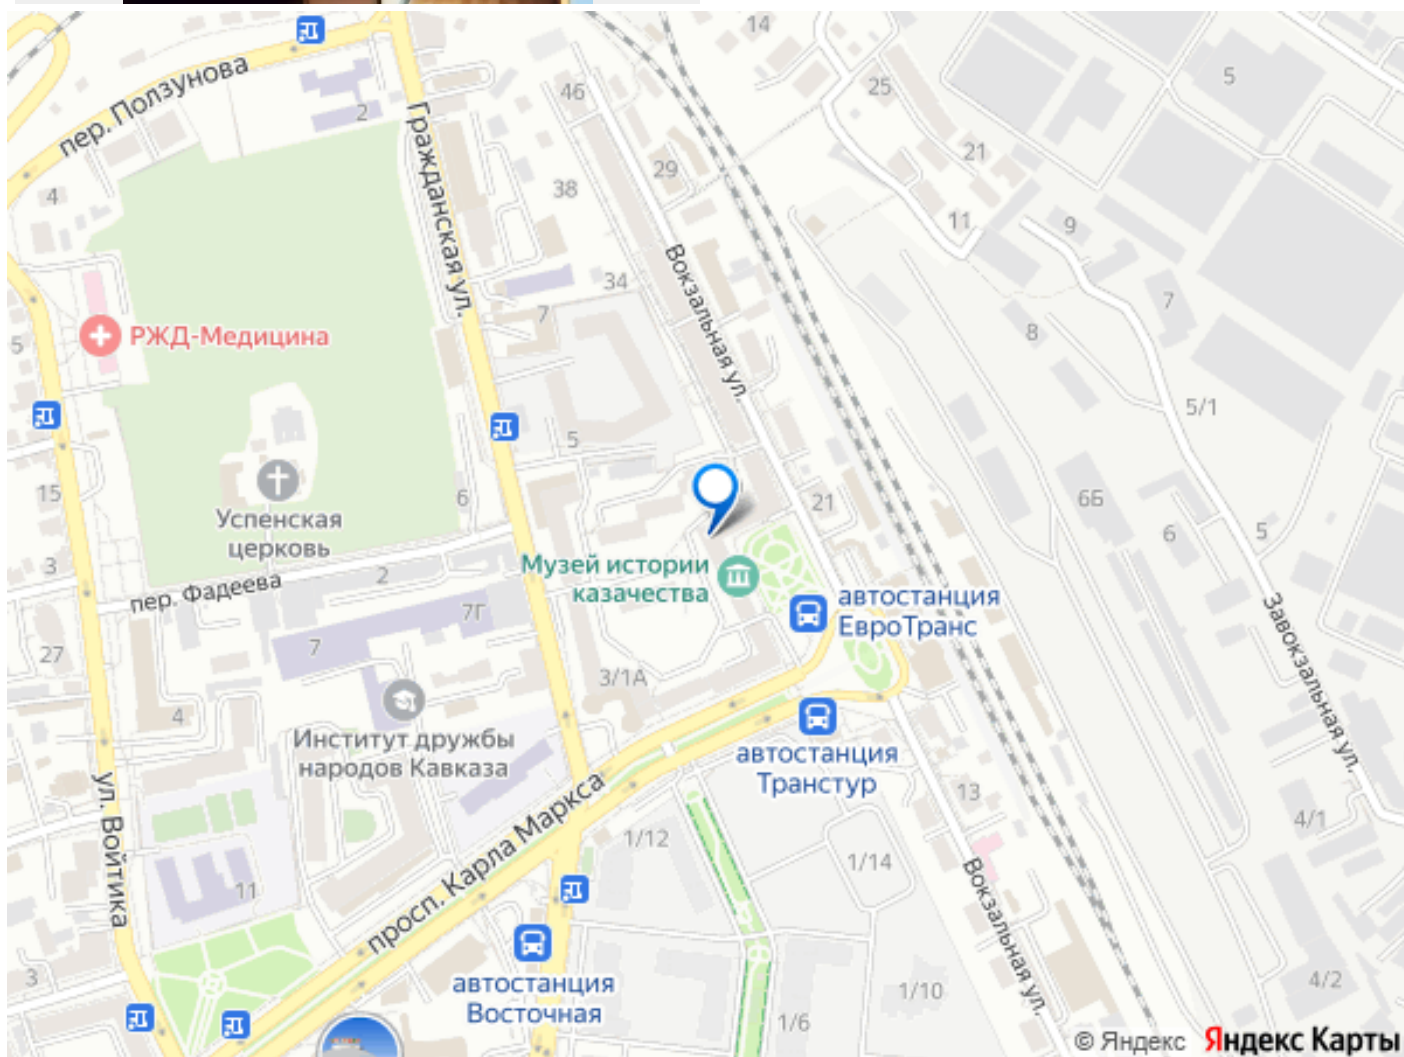 14
5
25
46
пер. Ползунова
2
Гражданская ул.
21
29
38
4
11
9
Вокзальная ул.
34
7
7
8
РЖД-Медицина
5
5/1
5
15
6
6Б
21
Успенская
церковь
6
5
3
Музей истории
казачества
пер. Фадеева
2
автостанция
ЕвроТранс
7Г
7
27
3/1А
Завокзальная ул.
4
Институт дружбы
народов Кавказа
автостанция
Транстур
ул. Войтика
13
4/1
1/12
1/14
просп. Карла Маркса
11
Вокзальная ул.
3
автостанция
Восточная
1/10
4/2
1/6
© Яндекс Яндекс Карты